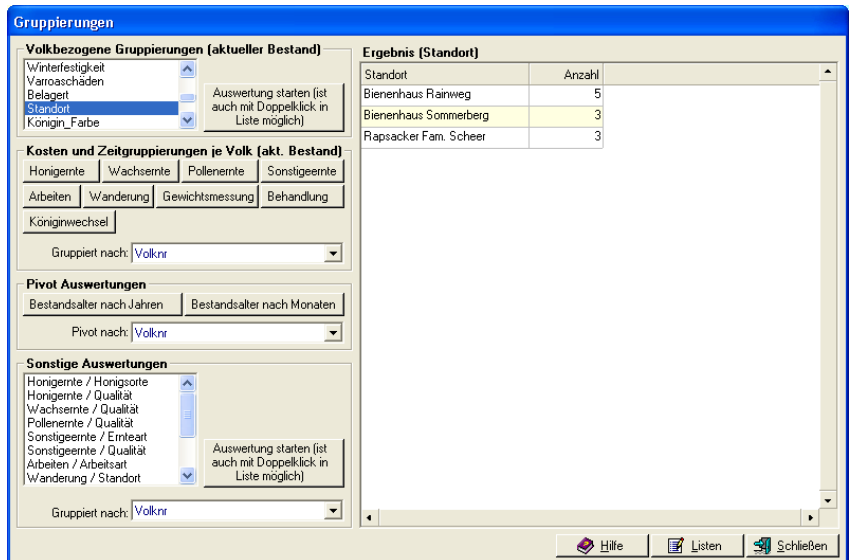 Gruppierungen
Volkbezogene Gruppierungen (aktueller Bestand)
Winterfestigkeit
Varroaschäden
Belagert
Standort
Königin_Farbe
Auswertung starten (ist
auch mit Doppelklick in
Liste möglich)
Kosten und Zeitgruppierungen je Volk (akt. Bestand)
Honigernte Wachsernte Pollenernte Sonstigeernte
Arbeiten Wanderung Gewichtsmessung Behandlung
Königinwechsel
Gruppiert nach: Volknr
Pivot Auswertungen
Bestandsalter nach Jahren Bestandsalter nach Monaten
Pivot nach: Volknr
Sonstige Auswertungen
Honigernte / Honigsorte
Honigernte / Qualität
Wachsernte / Qualität
Pollenernte / Qualität
Sonstigeernte / Ernteart
Sonstigeernte / Qualität
Arbeiten / Arbeitsart
Wanderung / Standort
Auswertung starten (ist
auch mit Doppelklick in
Liste möglich)
Gruppiert nach: Volknr
Ergebnis (Standort)
Standort Anzahl
Bienenhaus Rainweg 5
Bienenhaus Sommerberg 3
Rapsacker Fam. Scheer 3
Hilfe Listen Schließen